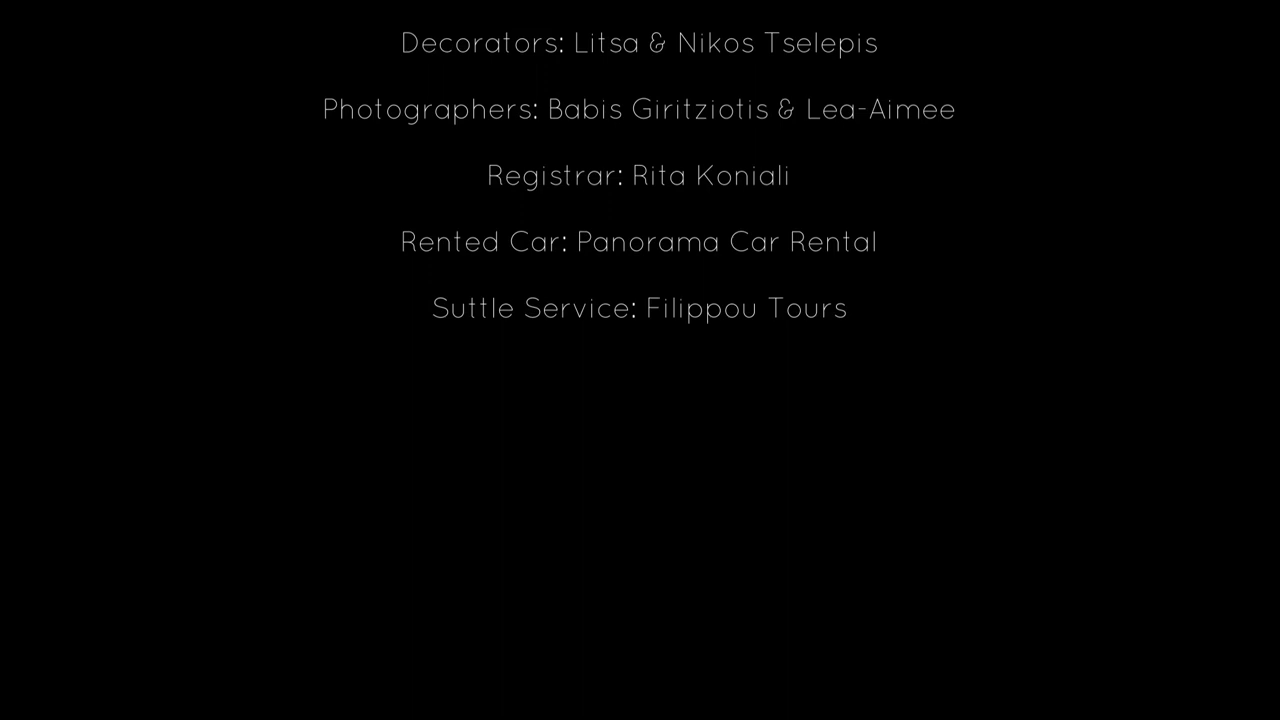 Decorators: Litsa & Nikos Tselepis
Photographers: Babis Giritziotis & Lea-Aimee
Registrar: Rita Koniali
Rented Car: Panorama Car Rental
Suttle Service: Filippou Tours